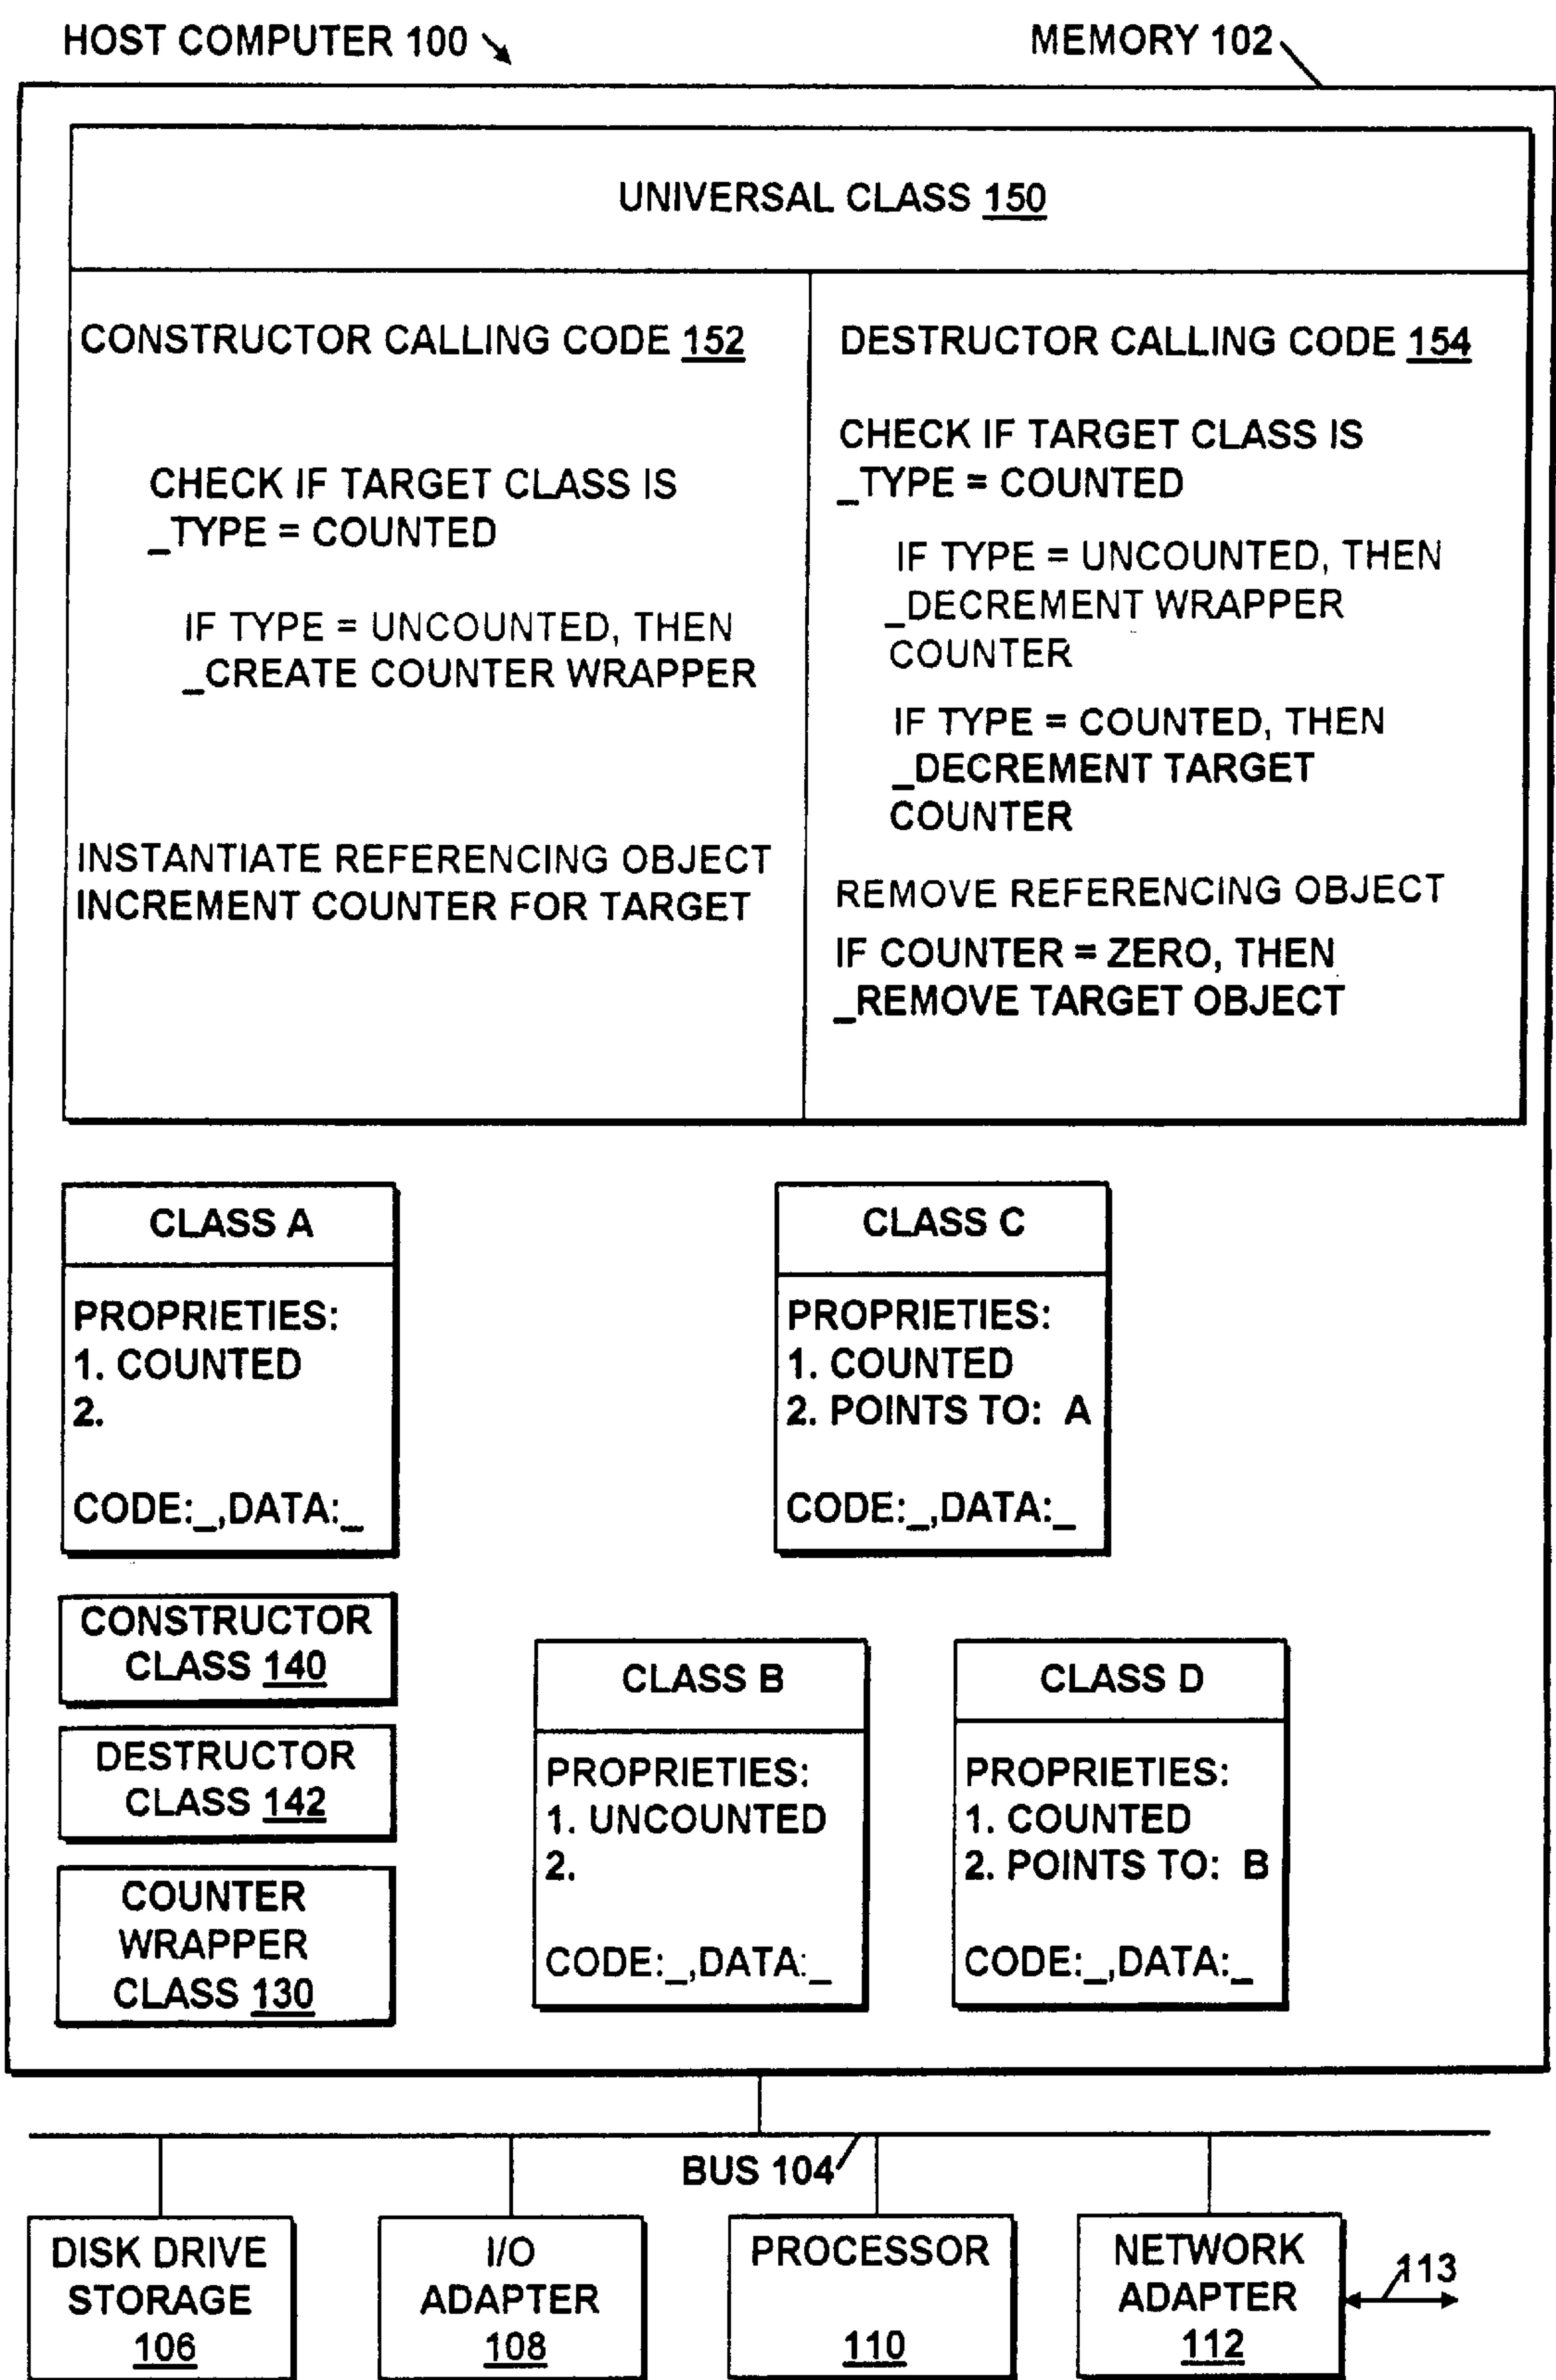 HOST COMPUTER 100
MEMORY 102
UNIVERSAL CLASS 150
CONSTRUCTOR CALLING CODE 152
CHECK IF TARGET CLASS IS
_TYPE = COUNTED
IF TYPE = UNCOUNTED, THEN
_CREATE COUNTER WRAPPER
INSTANTIATE REFERENCING OBJECT
INCREMENT COUNTER FOR TARGET
DESTRUCTOR CALLING CODE 154
CHECK IF TARGET CLASS IS
_TYPE = COUNTED
IF TYPE = UNCOUNTED, THEN
_DECREMENT WRAPPER
COUNTER
IF TYPE = COUNTED, THEN
_DECREMENT TARGET
COUNTER
REMOVE REFERENCING OBJECT
IF COUNTER = ZERO, THEN
_REMOVE TARGET OBJECT
CLASS A
PROPRIETIES:
1. COUNTED
2.
CODE:_,DATA:_
CLASS C
PROPRIETIES:
1. COUNTED
2. POINTS TO: A
CODE:_,DATA:_
CONSTRUCTOR
CLASS 140
DESTRUCTOR
CLASS 142
COUNTER
WRAPPER
CLASS 130
CLASS B
PROPRIETIES:
1. UNCOUNTED
2.
CODE:_,DATA:_
CLASS D
PROPRIETIES:
1. COUNTED
2. POINTS TO: B
CODE:_,DATA:_
BUS 104
DISK DRIVE
STORAGE
106
I/O
ADAPTER
108
PROCESSOR
110
NETWORK
ADAPTER
112
113